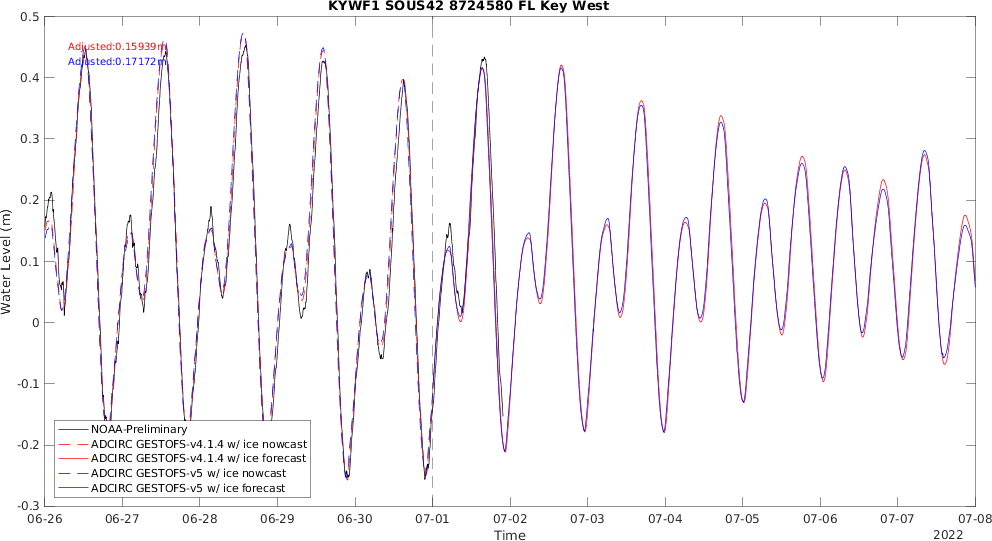 KYWF1 SOUS42 8724580 FL Key West
0.5
Adjusted:0.15939m
Adjusted:0.17172m
0.4
0.3
0.2
0.1
0
-0.1
-0.2
-0.3
Water Level (m)
NOAA-Preliminary
ADCIRC GESTOFS-v4.1.4 w/ ice nowcast
ADCIRC GESTOFS-v4.1.4 w/ ice forecast
ADCIRC GESTOFS-v5 w/ ice nowcast
ADCIRC GESTOFS-v5 w/ ice forecast
06-26 06-27 06-28 06-29 06-30 07-01 07-02 07-03 07-04 07-05 07-06 07-07 07-08
Time
2022